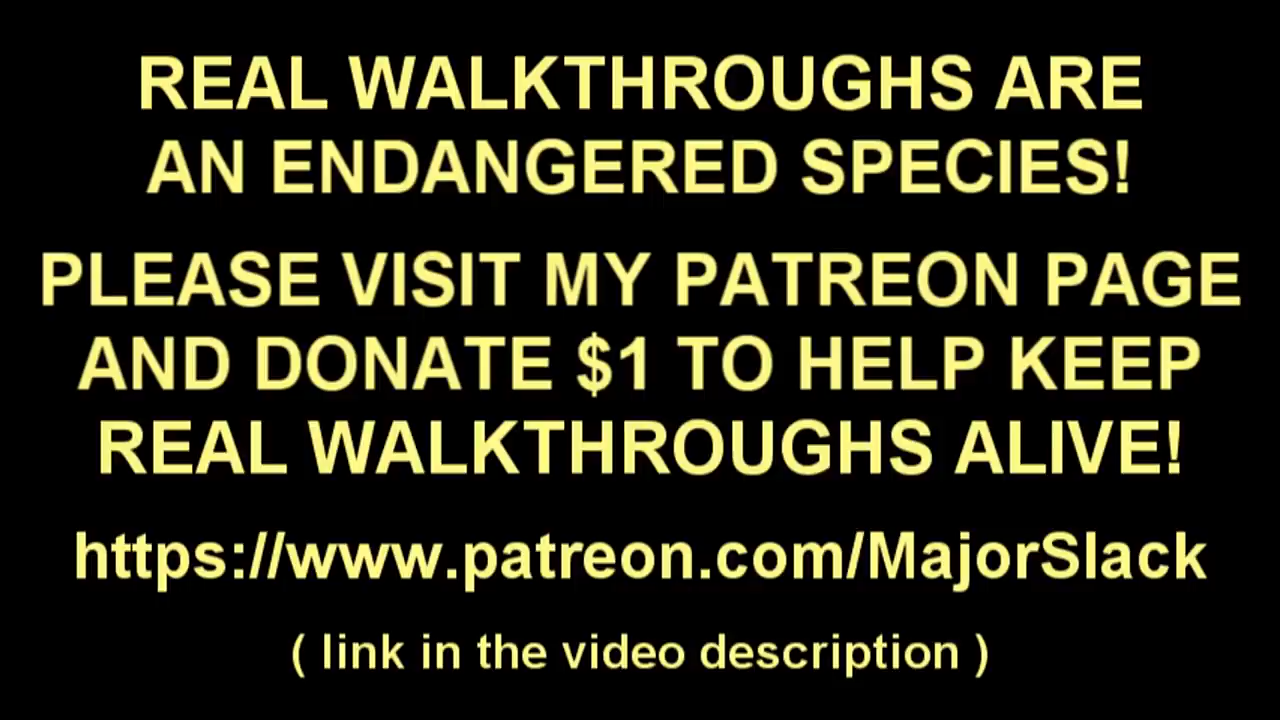 REAL WALKTHROUGHS ARE
AN ENDANGERED SPECIES!
PLEASE VISIT MY PATREON PAGE
AND DONATE $1 TO HELP KEEP
REAL WALKTHROUGHS ALIVE!
https://www.patreon.com/MajorSlack
( link in the video description )